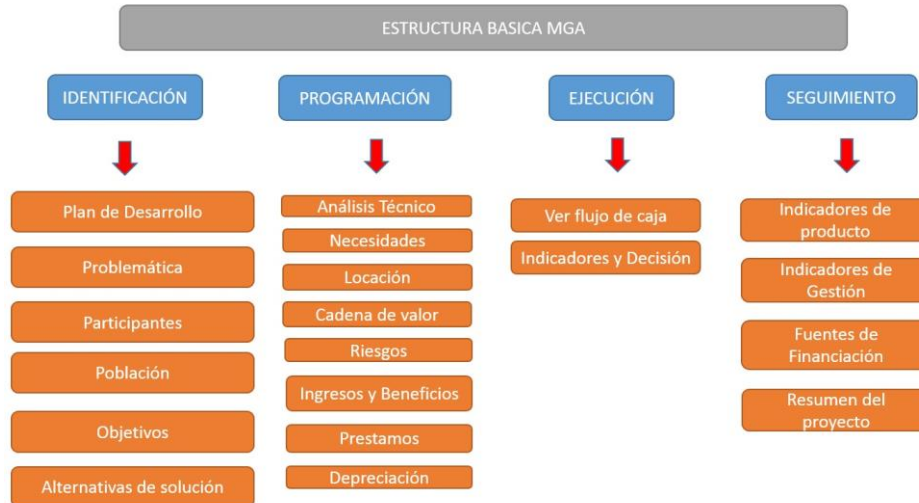 ESTRUCTURA BASICA MGA
IDENTIFICACIÓN
Plan de Desarrollo
Problemática
Participantes
Población
Objetivos
Alternativas de solución
PROGRAMACIÓN
Análisis Técnico
Necesidades
Locación
Cadena de valor
Riesgos
Ingresos y Beneficios
Prestamos
Depreciación
EJECUCIÓN
Ver flujo de caja
Indicadores y Decisión
SEGUIMIENTO
Indicadores de
producto
Indicadores de
Gestión
Fuentes de
Financiación
Resumen del
proyecto